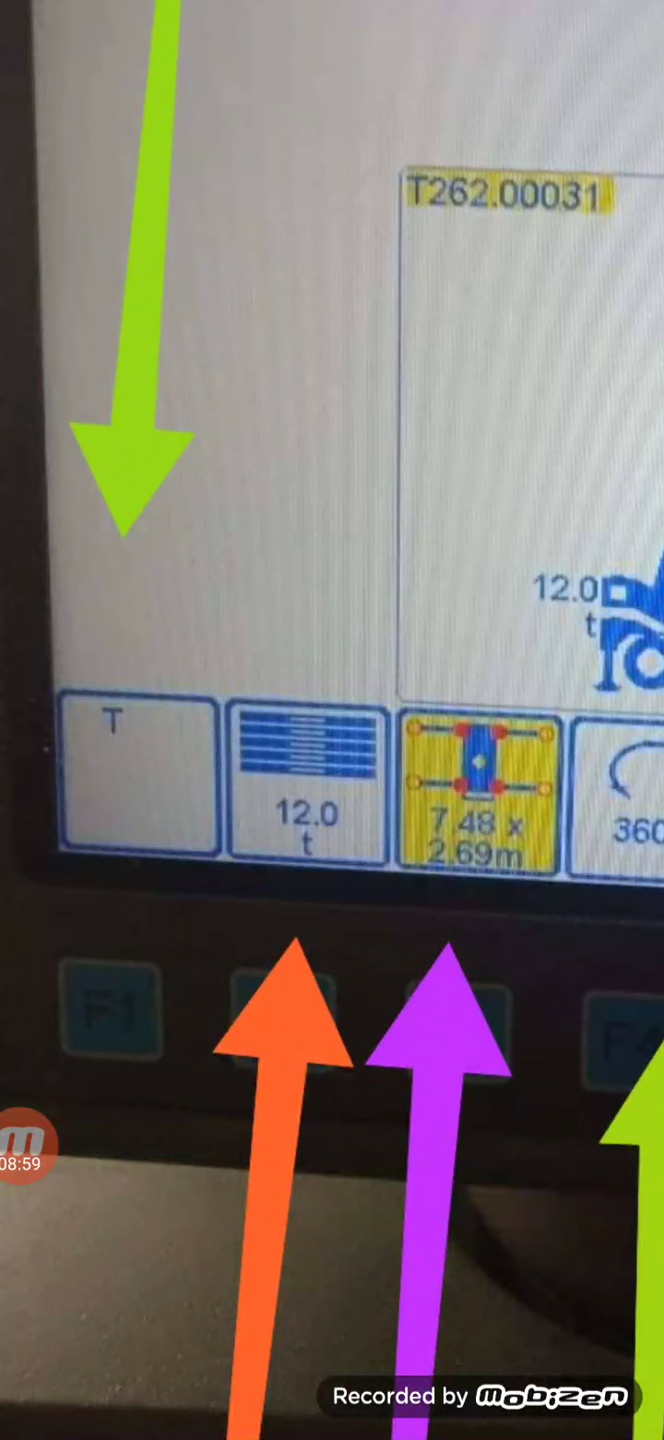 T262.00031
12.0
t
T
12.0
t
7.48 x
2.69m
360
F1
m
08:59
Recorded by mobizen